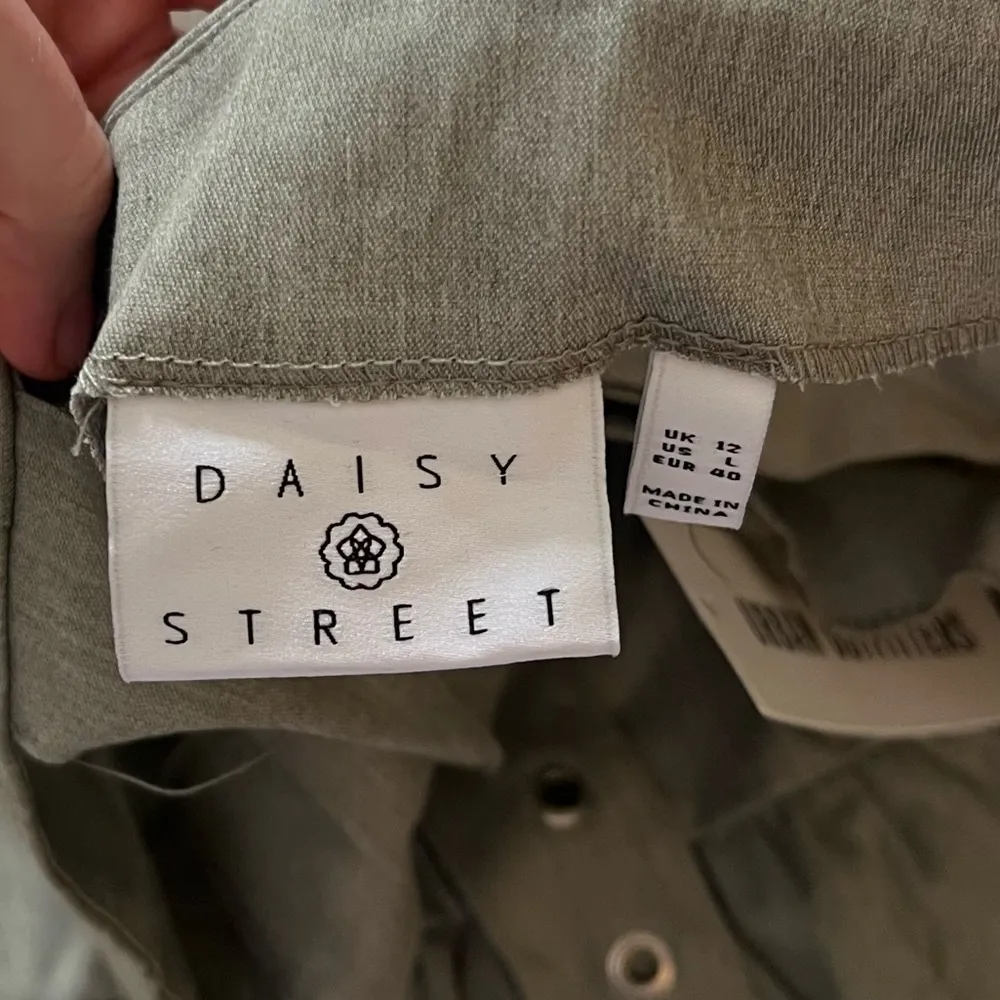 DAISY
STREET
UK 12
US L
EUR 40
MADE IN
CHINA
URBAN OUTFITTERS